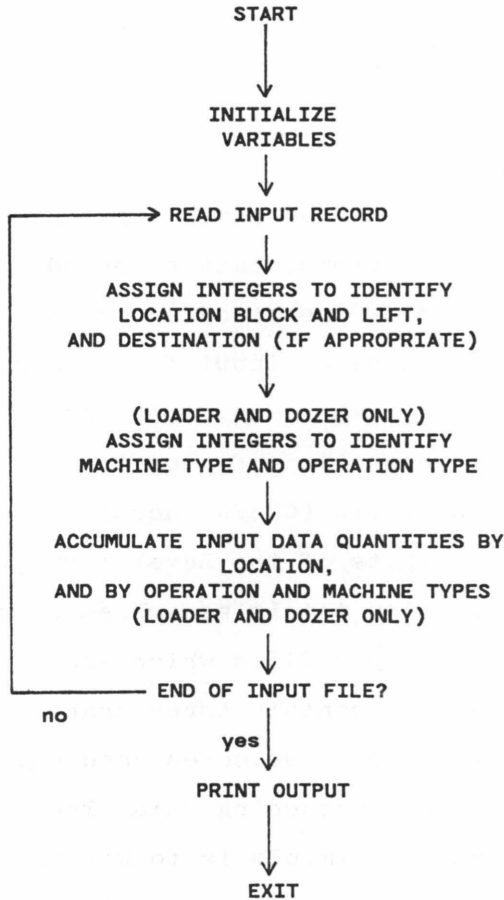 START
INITIALIZE
VARIABLES
READ INPUT RECORD
ASSIGN INTEGERS TO IDENTIFY
LOCATION BLOCK AND LIFT,
AND DESTINATION (IF APPROPRIATE)
(LOADER AND DOZER ONLY)
ASSIGN INTEGERS TO IDENTIFY
MACHINE TYPE AND OPERATION TYPE
ACCUMULATE INPUT DATA QUANTITIES BY
LOCATION,
AND BY OPERATION AND MACHINE TYPES
(LOADER AND DOZER ONLY)
END OF INPUT FILE?
no
yes
PRINT OUTPUT
EXIT